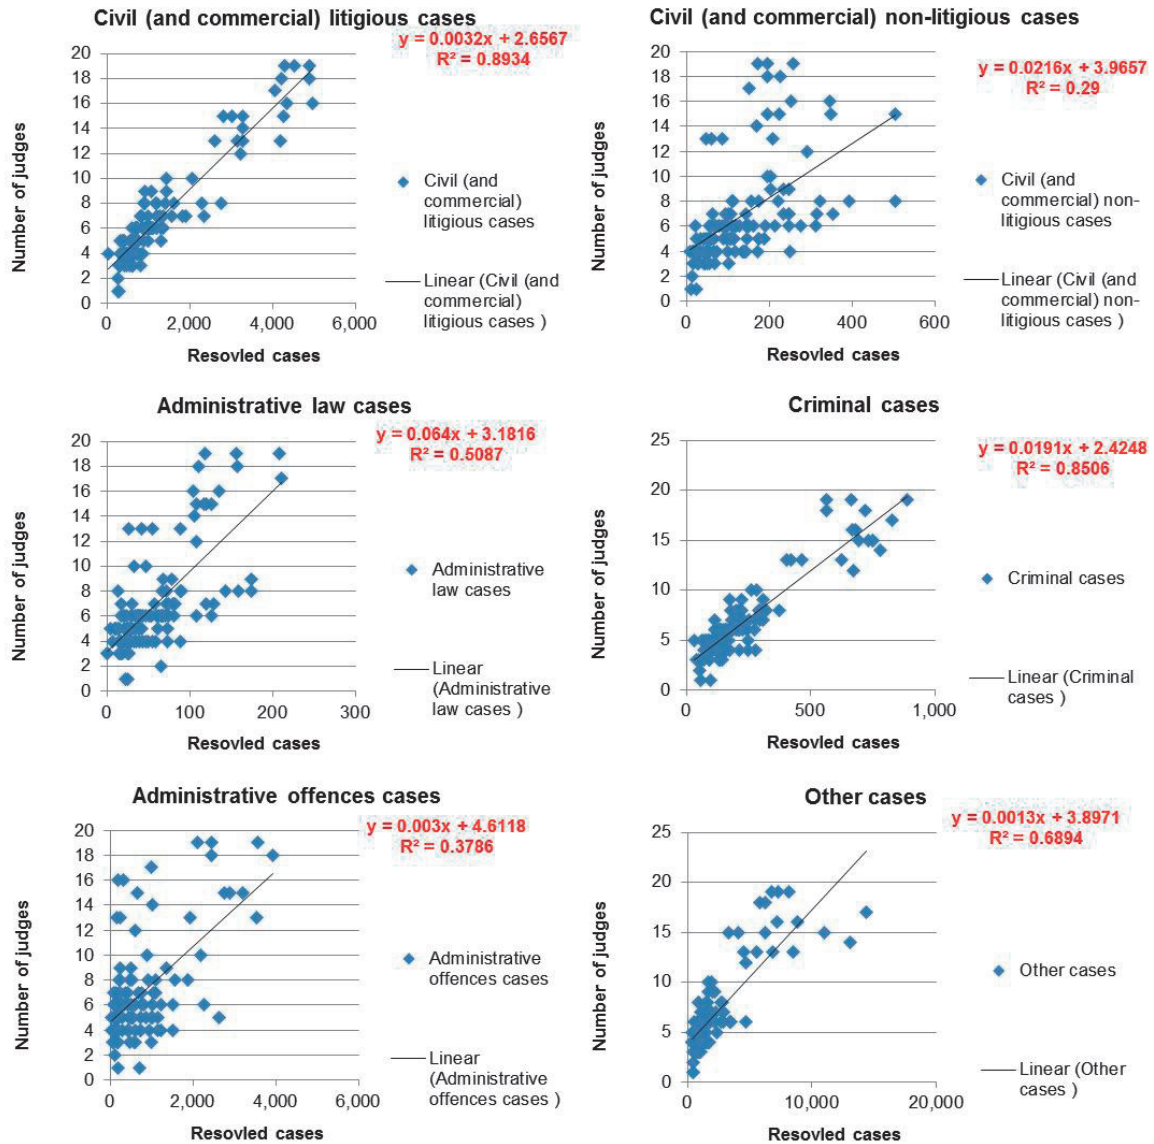 Civil (and commercial) litigious cases
y = 0.0032x + 2.6567
R² = 0.8934
20
18
16
14
12
10
8
6
4
2
0
Number of judges
0
2,000
4,000
6,000
Resovled cases
Civil (and
commercial)
litigious cases
Linear (Civil (and
commercial)
litigious cases )
Civil (and commercial) non-litigious cases
y = 0.0216x + 3.9657
R² = 0.29
20
18
16
14
12
10
8
6
4
2
0
Number of judges
0
200
400
600
Resovled cases
Civil (and
commercial) non-
litigious cases
Linear (Civil (and
commercial) non-
litigious cases )
Administrative law cases
y = 0.064x + 3.1816
R² = 0.5087
20
18
16
14
12
10
8
6
4
2
0
Number of judges
0
100
200
300
Resovled cases
Administrative
law cases
Linear
(Administrative
law cases )
Criminal cases
y = 0.0191x + 2.4248
R² = 0.8506
25
20
15
10
5
0
Number of judges
0
500
1,000
Resovled cases
Criminal cases
Linear (Criminal
cases )
Administrative offences cases
y = 0.003x + 4.6118
R² = 0.3786
20
18
16
14
12
10
8
6
4
2
0
Number of judges
0
2,000
4,000
6,000
Resovled cases
Administrative
offences cases
Linear
(Administrative
offences cases )
Other cases
y = 0.0013x + 3.8971
R² = 0.6894
25
20
15
10
5
0
Number of judges
0
10,000
20,000
Resovled cases
Other cases
Linear (Other
cases )